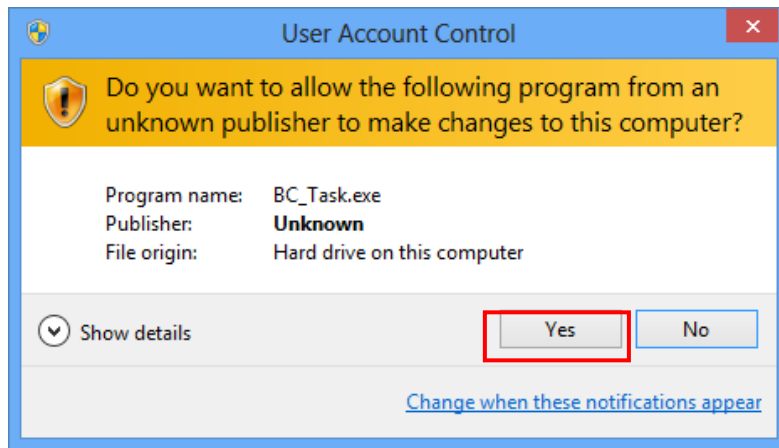 User Account Control
Do you want to allow the following program from an
unknown publisher to make changes to this computer?
Program name: BC_Task.exe
Publisher: Unknown
File origin: Hard drive on this computer
Show details Yes No
Change when these notifications appear